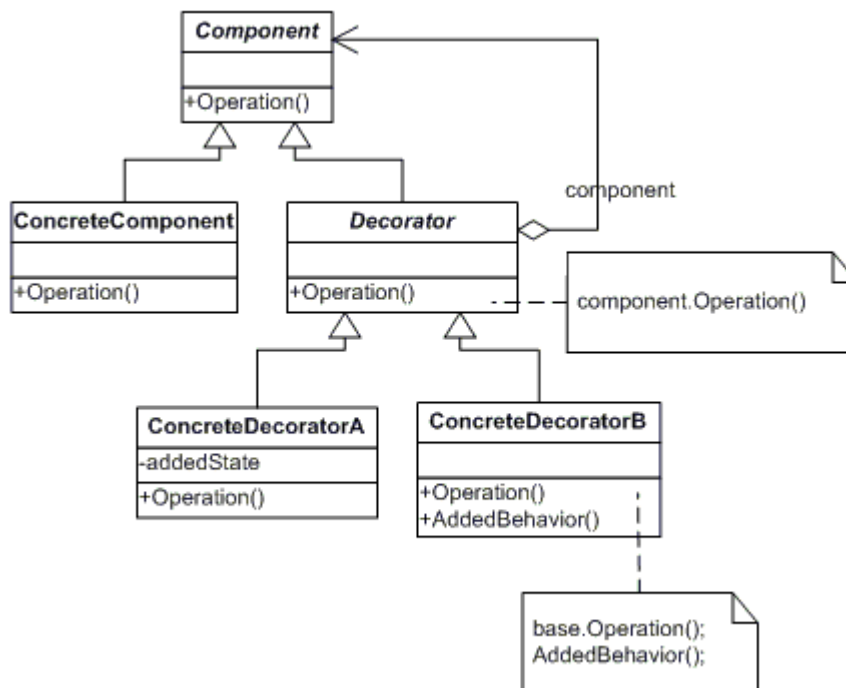 Component
+Operation()
component
ConcreteComponent
+Operation()
Decorator
+Operation()
component.Operation()
ConcreteDecoratorA
-addedState
+Operation()
ConcreteDecoratorB
+Operation()
+AddedBehavior()
base.Operation();
AddedBehavior();